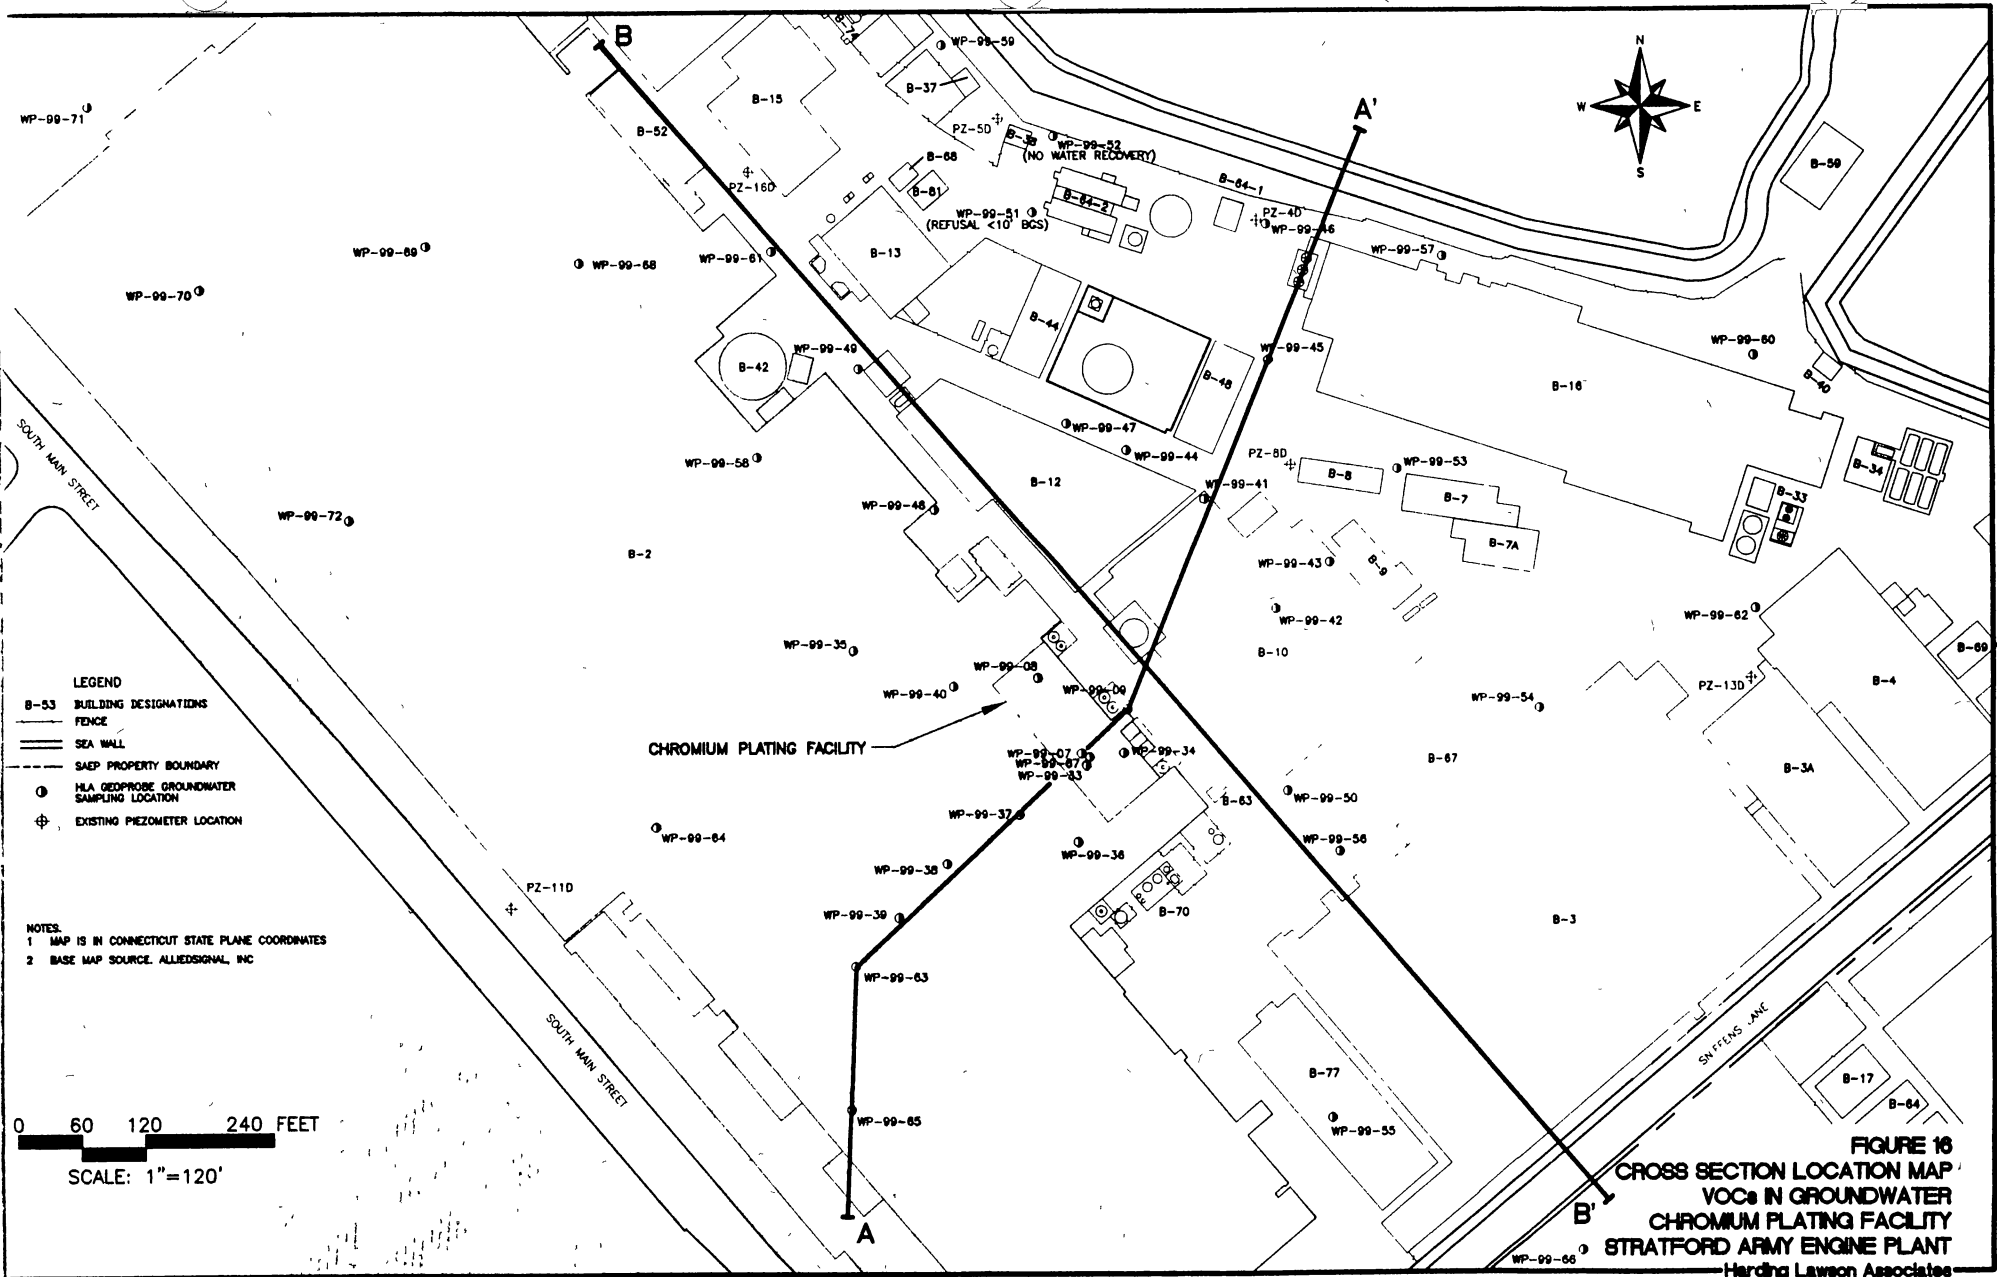 B
B-74
WP-99-59
N
W
E
S
B-37
B-15
WP-99-71
A'
PZ-5D
B-38
WP-99-52
(NO WATER RECOVERY)
B-52
B-68
B-59
PZ-16D
B-81
B-64-2
B-64-1
WP-99-51
(REFUSAL <10' BGS)
PZ-4D
WP-99-46
WP-99-69
WP-99-68
WP-99-61
B-13
WP-99-57
WP-99-70
B-44
WP-99-49
WP-99-45
WP-99-60
B-42
B-48
B-16
B-40
SOUTH MAIN STREET
WP-99-47
WP-99-44
WP-99-58
PZ-8D
WP-99-53
B-34
B-12
B-8
WP-99-41
B-7
B-33
WP-99-48
WP-99-72
B-2
B-7A
WP-99-43
B-9
WP-99-62
WP-99-42
WP-99-35
B-10
B-69
WP-99-08
LEGEND
WP-99-40
WP-99-09
PZ-13D
B-4
WP-99-54
B-53 BUILDING DESIGNATIONS
FENCE
SEA WALL
SAEP PROPERTY BOUNDARY
HLA GEOPROBE GROUNDWATER
SAMPLING LOCATION
EXISTING PIEZOMETER LOCATION
CHROMIUM PLATING FACILITY
WP-99-07
WP-99-34
WP-99-67
WP-99-33
B-67
B-3A
B-63
WP-99-50
WP-99-37
WP-99-64
WP-99-56
WP-99-36
WP-99-38
PZ-11D
B-70
WP-99-39
B-3
NOTES.
1 MAP IS IN CONNECTICUT STATE PLANE COORDINATES
2 BASE MAP SOURCE. ALLIEDSIGNAL, INC
WP-99-63
SOUTH MAIN STREET
B-77
B-17
B-64
WP-99-65
WP-99-55
0 60 120 240 FEET
SCALE: 1"=120'
A
B'
WP-99-66
FIGURE 16
CROSS SECTION LOCATION MAP
VOCs IN GROUNDWATER
CHROMIUM PLATING FACILITY
STRATFORD ARMY ENGINE PLANT
Harding Lawson Associates